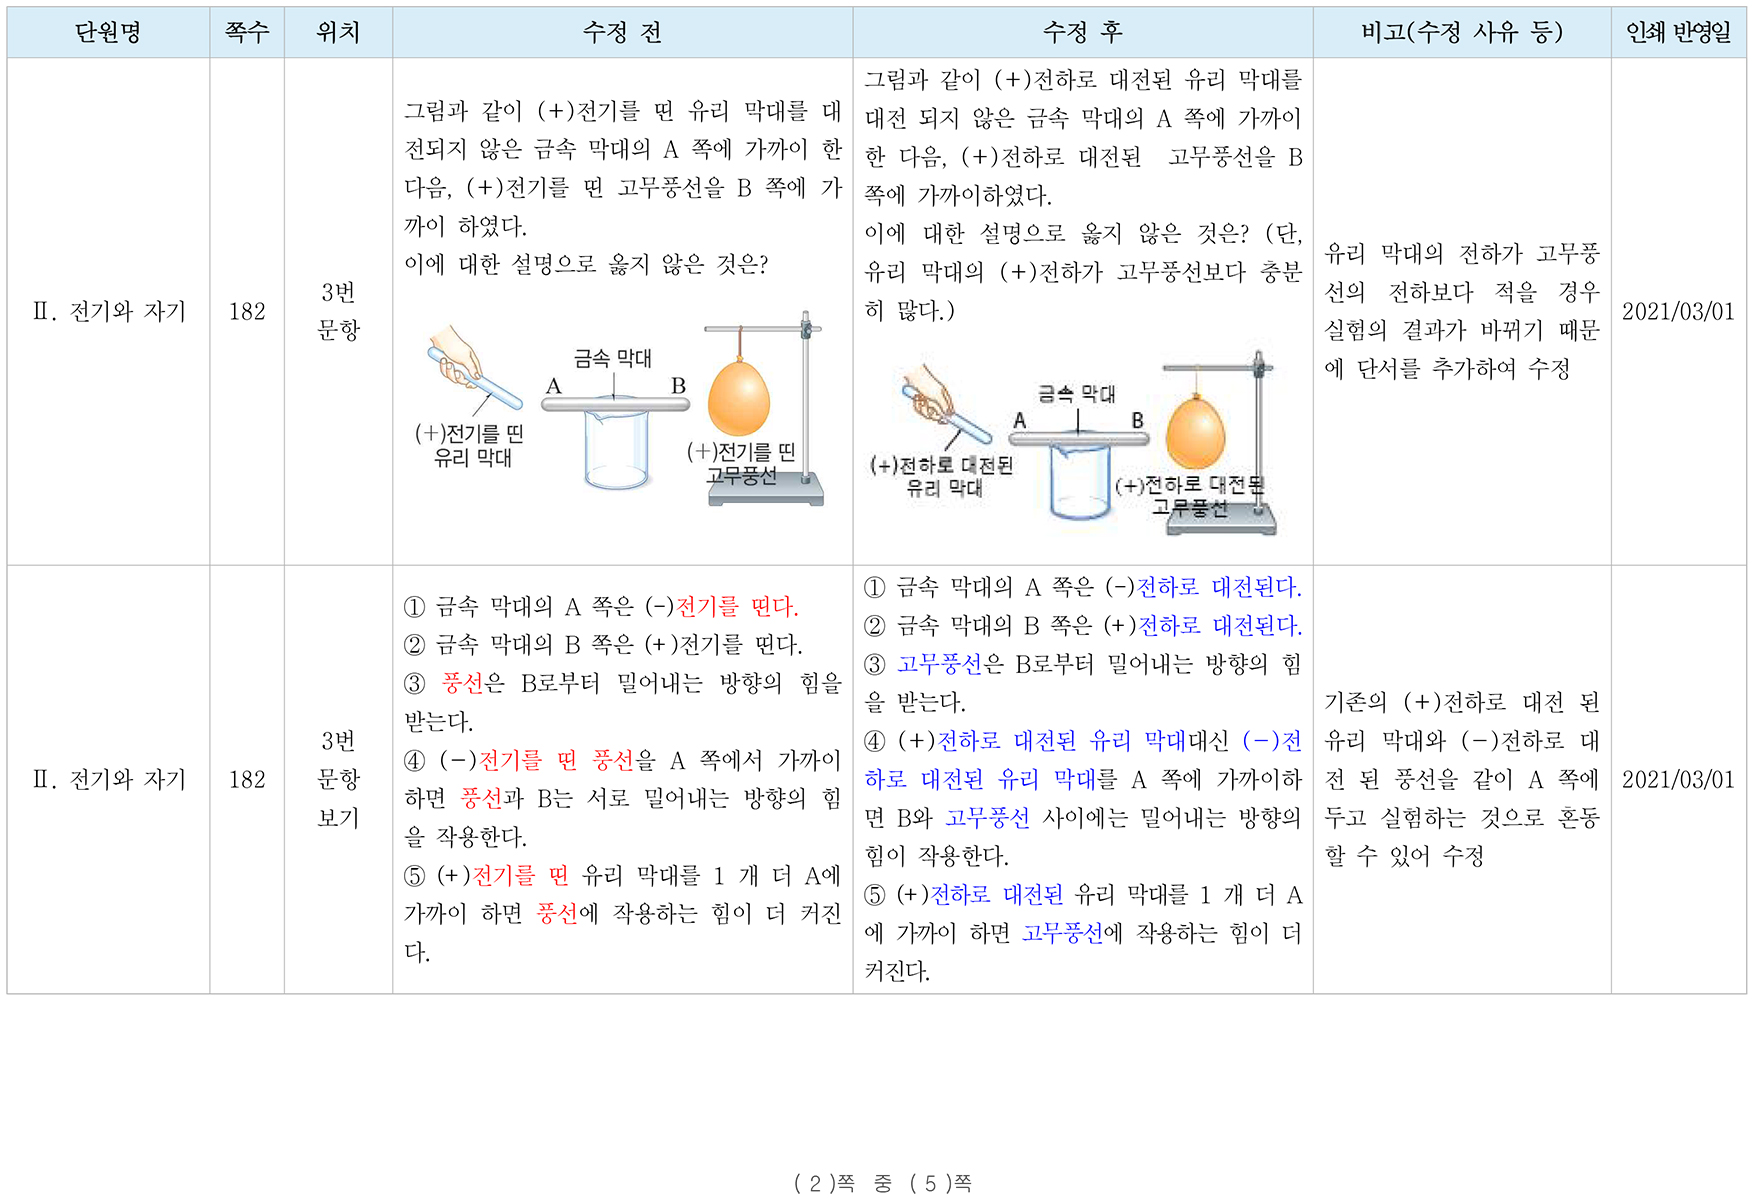 단원명 쪽수 위치 수정 전 수정 후 비고(수정 사유 등) 인쇄 반영일
Ⅱ. 전기와 자기
182
3번
문항
그림과 같이 (+)전기를 띤 유리 막대를 대
전되지 않은 금속 막대의 A 쪽에 가까이 한
다음, (+)전기를 띤 고무풍선을 B 쪽에 가
까이 하였다.
이에 대한 설명으로 옳지 않은 것은?
금속 막대
A B
(+)전기를 띤
유리 막대
(+)전기를 띤
고무풍선
그림과 같이 (+)전하로 대전된 유리 막대를
대전 되지 않은 금속 막대의 A 쪽에 가까이
한 다음, (+)전하로 대전된 고무풍선을 B
쪽에 가까이하였다.
이에 대한 설명으로 옳지 않은 것은? (단,
유리 막대의 (+)전하가 고무풍선보다 충분
히 많다.)
금속 막대
A B
(+)전하로 대전된
유리 막대
(+)전하로 대전된
고무풍선
유리 막대의 전하가 고무풍
선의 전하보다 적을 경우
실험의 결과가 바뀌기 때문
에 단서를 추가하여 수정
2021/03/01
Ⅱ. 전기와 자기
182
3번
문항
보기
① 금속 막대의 A 쪽은 (-)전기를 띤다.
② 금속 막대의 B 쪽은 (+)전기를 띤다.
③ 풍선은 B로부터 밀어내는 방향의 힘을
받는다.
④ (-)전기를 띤 풍선을 A 쪽에서 가까이
하면 풍선과 B는 서로 밀어내는 방향의 힘
을 작용한다.
⑤ (+)전기를 띤 유리 막대를 1 개 더 A에
가까이 하면 풍선에 작용하는 힘이 더 커진
다.
① 금속 막대의 A 쪽은 (-)전하로 대전된다.
② 금속 막대의 B 쪽은 (+)전하로 대전된다.
③ 고무풍선은 B로부터 밀어내는 방향의 힘
을 받는다.
④ (+)전하로 대전된 유리 막대대신 (-)전
하로 대전된 유리 막대를 A 쪽에 가까이하
면 B와 고무풍선 사이에는 밀어내는 방향의
힘이 작용한다.
⑤ (+)전하로 대전된 유리 막대를 1 개 더 A
에 가까이 하면 고무풍선에 작용하는 힘이 더
커진다.
기존의 (+)전하로 대전 된
유리 막대와 (-)전하로 대
전 된 풍선을 같이 A 쪽에
두고 실험하는 것으로 혼동
할 수 있어 수정
2021/03/01
( 2 )쪽 중 ( 5 )쪽